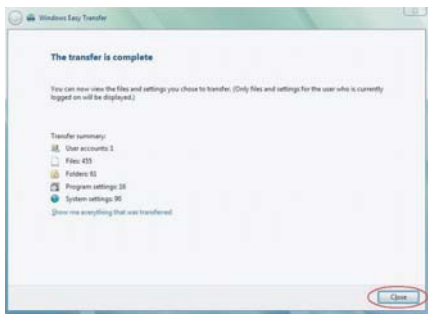 Windows Easy Transfer
The transfer is complete
You can now view the files and settings you chose to transfer. (Only files and settings for the user who is currently
logged on will be displayed.)
Transfer summary:
User accounts: 1
Files: 455
Folders: 61
Program settings: 16
System settings: 90
Show me everything that was transferred
Close